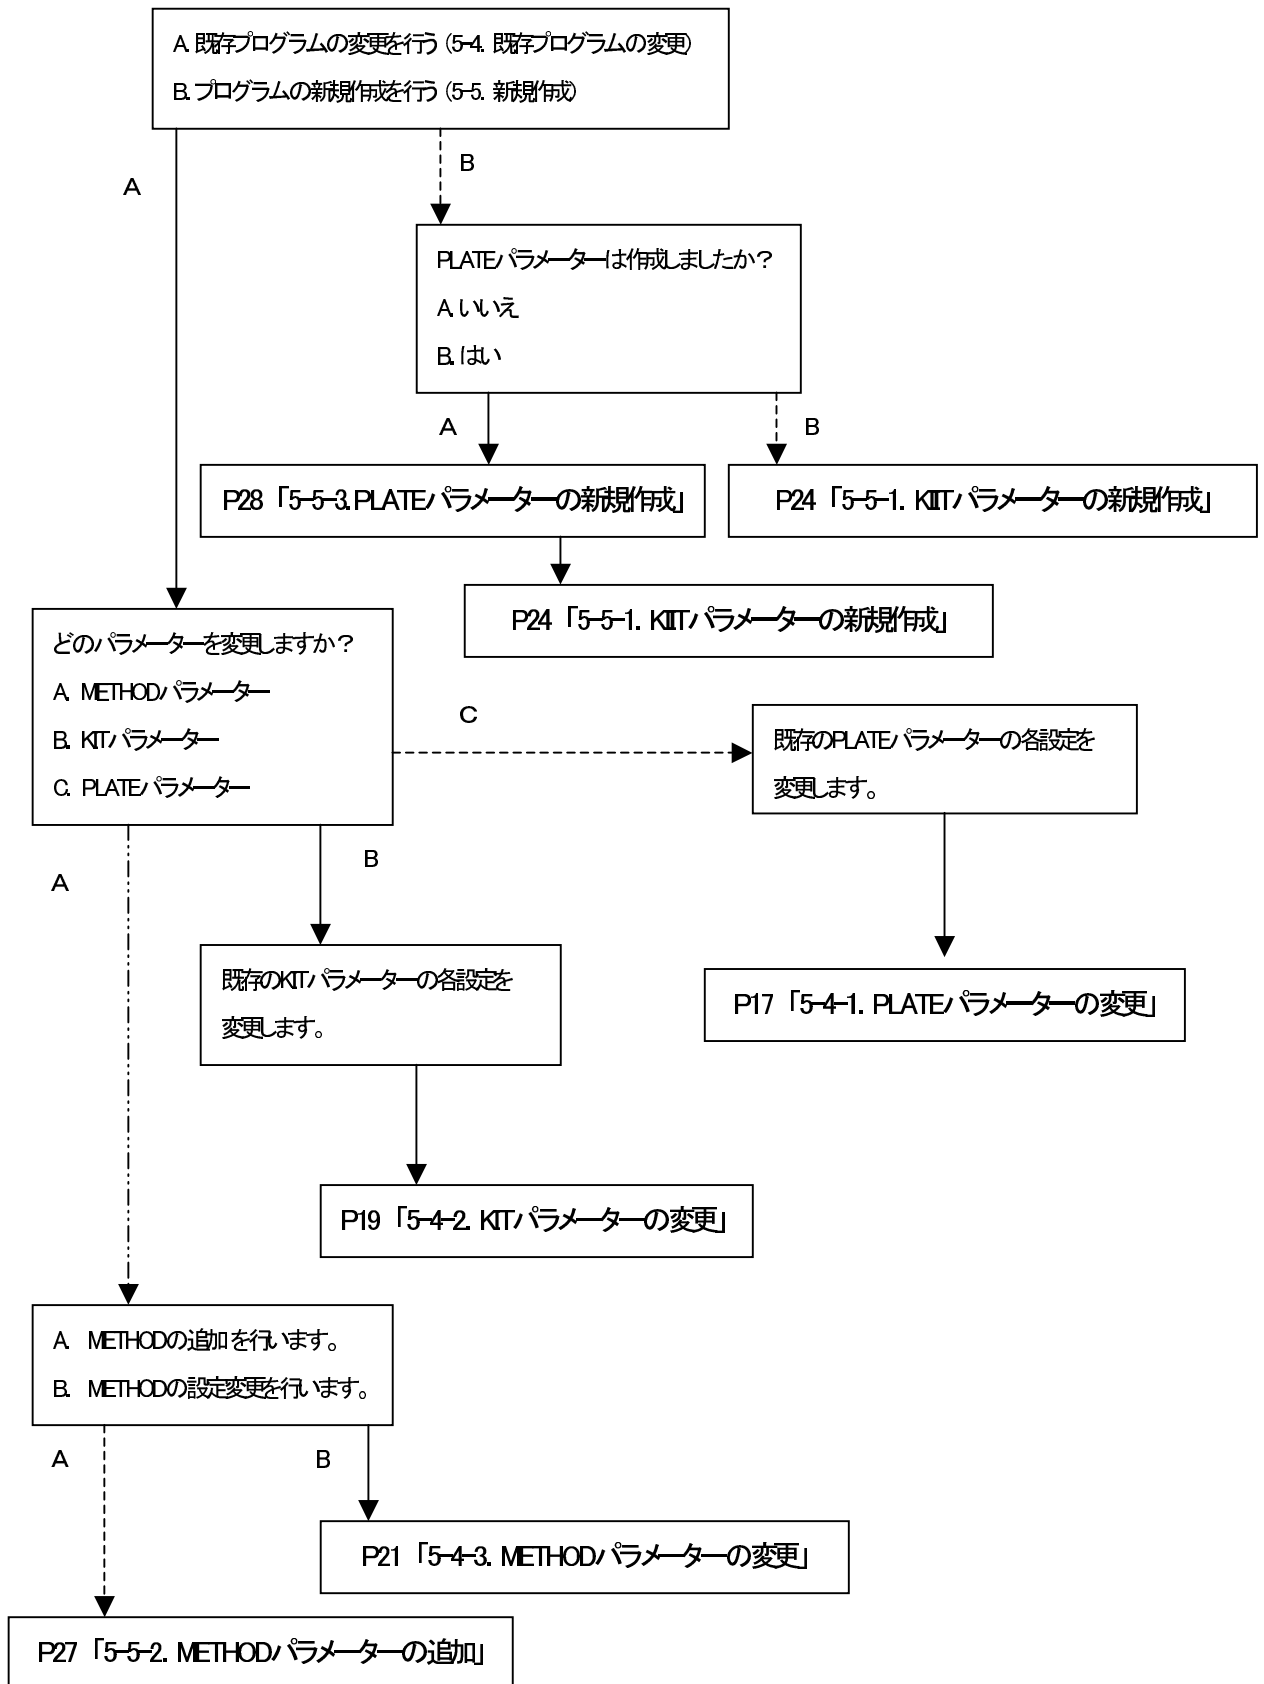 A. 既存プログラムの変更を行う (5-4. 既存プログラムの変更)
B. プログラムの新規作成を行う (5-5. 新規作成)
A
B
PLATEパラメーターは作成しましたか？
A. いいえ
B. はい
A
B
P28「5-5-3.PLATEパラメーターの新規作成」
P24「5-5-1. KITパラメーターの新規作成」
P24「5-5-1. KITパラメーターの新規作成」
どのパラメーターを変更しますか？
A. METHODパラメーター
B. KITパラメーター
C. PLATEパラメーター
C
既存のPLATEパラメーターの各設定を
変更します。
A
B
既存のKITパラメーターの各設定を
変更します。
P17「5-4-1. PLATEパラメーターの変更」
P19「5-4-2. KITパラメーターの変更」
A. METHODの追加を行います。
B. METHODの設定変更を行います。
A
B
P21「5-4-3. METHODパラメーターの変更」
P27「5-5-2. METHODパラメーターの追加」